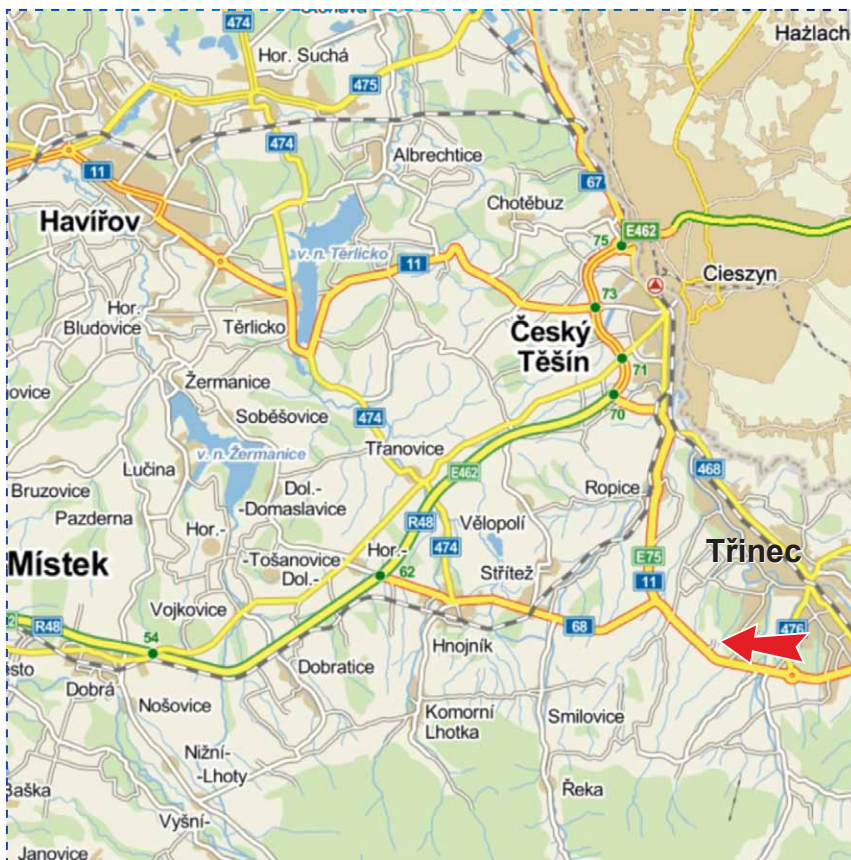 Stonava
474
Hor. Suchá
Hažlach
475
474
11
Albrechtice
67
Chotěbuz
Havířov
v. n. Těrlicko
75
E462
11
Cieszyn
Hor.
Bludovice
Těrlicko
73
Český
Těšín
71
Žermanice
70
Soběšovice
474
Třanovice
v. n. Žermanice
E462
468
Lučina
Bruzovice
Dol.-
-Domaslavice
Ropice
Pazderna
R48
Vělopolí
Hor.-
474
Třinec
-Tošanovice
Hor.-
Dol.-
62
Střítež
E75
Místek
11
Vojkovice
R48
68
476
54
Hnojník
Dobrá
Dobratice
Nošovice
Komorní
Lhotka
Smilovice
Nižní-
-Lhoty
Řeka
Baška
Vyšní-
Janovice